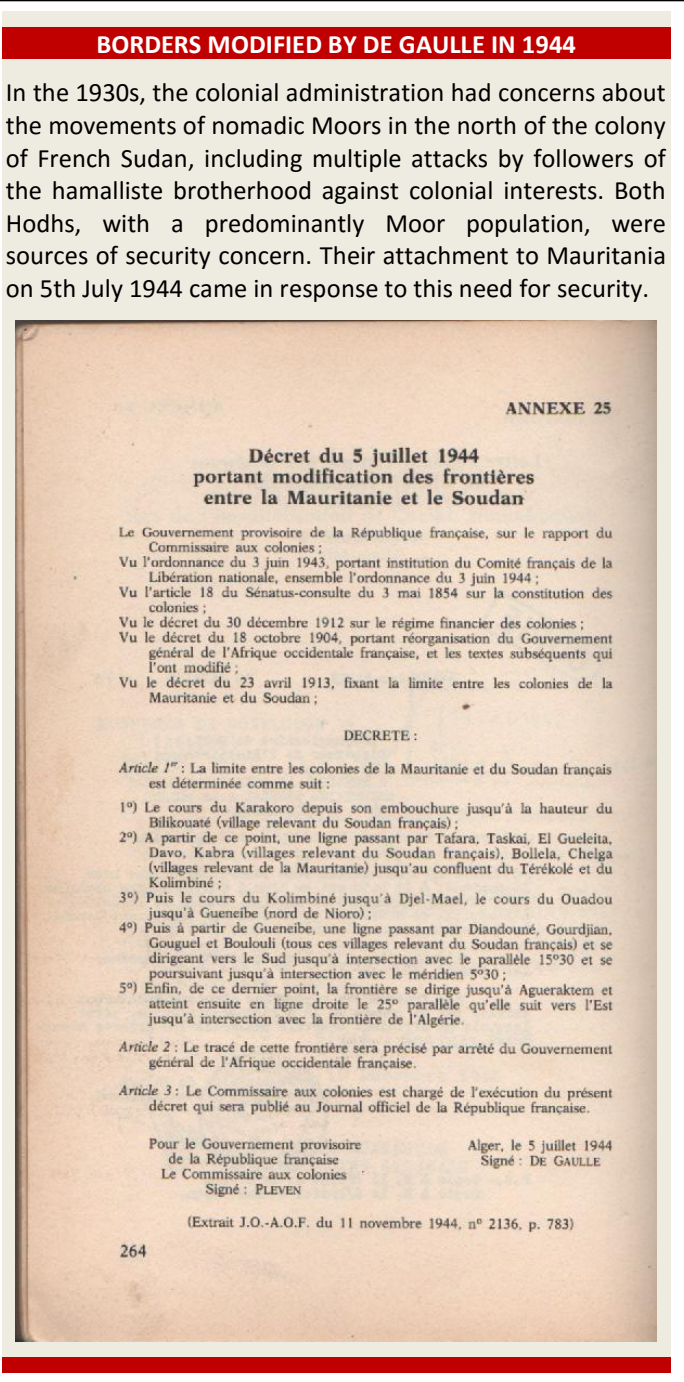 BORDERS MODIFIED BY DE GAULLE IN 1944
In the 1930s, the colonial administration had concerns about
the movements of nomadic Moors in the north of the colony
of French Sudan, including multiple attacks by followers of
the hamalliste brotherhood against colonial interests. Both
Hodhs, with a predominantly Moor population, were
sources of security concern. Their attachment to Mauritania
on 5th July 1944 came in response to this need for security.
ANNEXE 25
Décret du 5 juillet 1944
portant modification des frontières
entre la Mauritanie et le Soudan
Le Gouvernement provisoire de la République française, sur le rapport du
Commissaire aux colonies ;
Vu l'ordonnance du 3 juin 1943, portant institution du Comité français de la
Libération nationale, ensemble l'ordonnance du 3 juin 1944 ;
Vu l'article 18 du Sénatus-consulte du 3 mai 1854 sur la constitution des
colonies ;
Vu le décret du 30 décembre 1912 sur le régime financier des colonies ;
Vu le décret du 18 octobre 1904, portant réorganisation du Gouvernement
général de l'Afrique occidentale française, et les textes subséquents qui
l'ont modifié ;
Vu le décret du 23 avril 1913, fixant la limite entre les colonies de la
Mauritanie et du Soudan ;
DECRETE :
Article 1er : La limite entre les colonies de la Mauritanie et du Soudan français
est déterminée comme suit :
1º) Le cours du Karakoro depuis son embouchure jusqu'à la hauteur du
Bilikouaté (village relevant du Soudan français) ;
2º) A partir de ce point, une ligne passant par Tafara, Taskai, El Gueleita,
Davo, Kabra (villages relevant du Soudan français), Bollela, Chelga
(villages relevant de la Mauritanie) jusqu'au confluent du Térékolé et du
Kolimbiné ;
3º) Puis le cours du Kolimbiné jusqu'à Djel-Mael, le cours du Ouadou
jusqu'à Gueneibe (nord de Nioro) ;
4º) Puis à partir de Gueneibe, une ligne passant par Diandouné, Gourdjian,
Gouguel et Boulouli (tous ces villages relevant du Soudan français) et se
dirigeant vers le Sud jusqu'à intersection avec le parallèle 15º30 et se
poursuivant jusqu'à intersection avec le méridien 5º30 ;
5º) Enfin, de ce dernier point, la frontière se dirige jusqu'à Agueraktem et
atteint ensuite en ligne droite le 25º parallèle qu'elle suit vers l'Est
jusqu'à intersection avec la frontière de l'Algérie.
Article 2 : Le tracé de cette frontière sera précisé par arrêté du Gouvernement
général de l'Afrique occidentale française.
Article 3 : Le Commissaire aux colonies est chargé de l'exécution du présent
décret qui sera publié au Journal officiel de la République française.
Pour le Gouvernement provisoire
de la République française
Le Commissaire aux colonies
Signé : PLEVEN
Alger, le 5 juillet 1944
Signé : DE GAULLE
(Extrait J.O.-A.O.F. du 11 novembre 1944, nº 2136, p. 783)
264